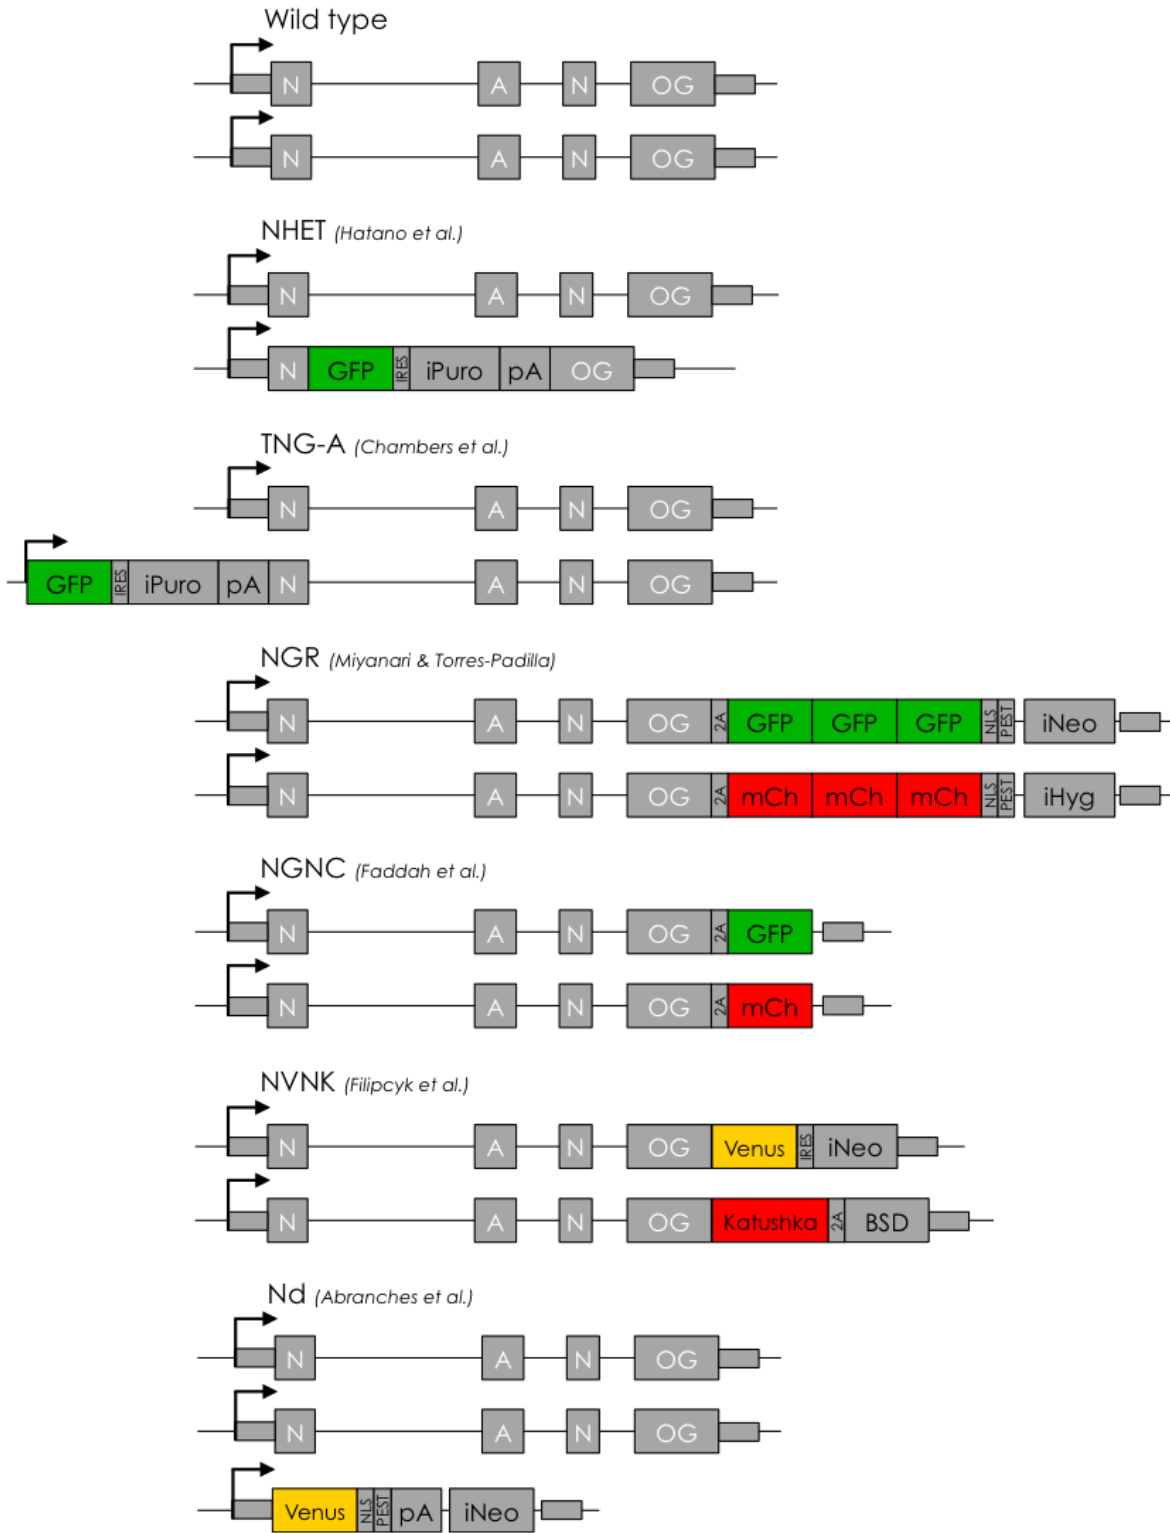 Wild type
N A N OG
N A N OG
NHET (Hatano et al.)
N A N OG
N GFP IRES iPuro pA OG
TNG-A (Chambers et al.)
N A N OG
GFP IRES iPuro pA N A N OG
NGR (Miyanari & Torres-Padilla)
N A N OG 2A GFP GFP GFP NLS PEST iNeo
N A N OG 2A mCh mCh mCh NLS PEST iHyg
NGNC (Faddah et al.)
N A N OG 2A GFP
N A N OG 2A mCh
NVNK (Filipcyk et al.)
N A N OG Venus IRES iNeo
N A N OG Katushka 2A BSD
Nd (Abranches et al.)
N A N OG
N A N OG
Venus NLS PEST pA iNeo